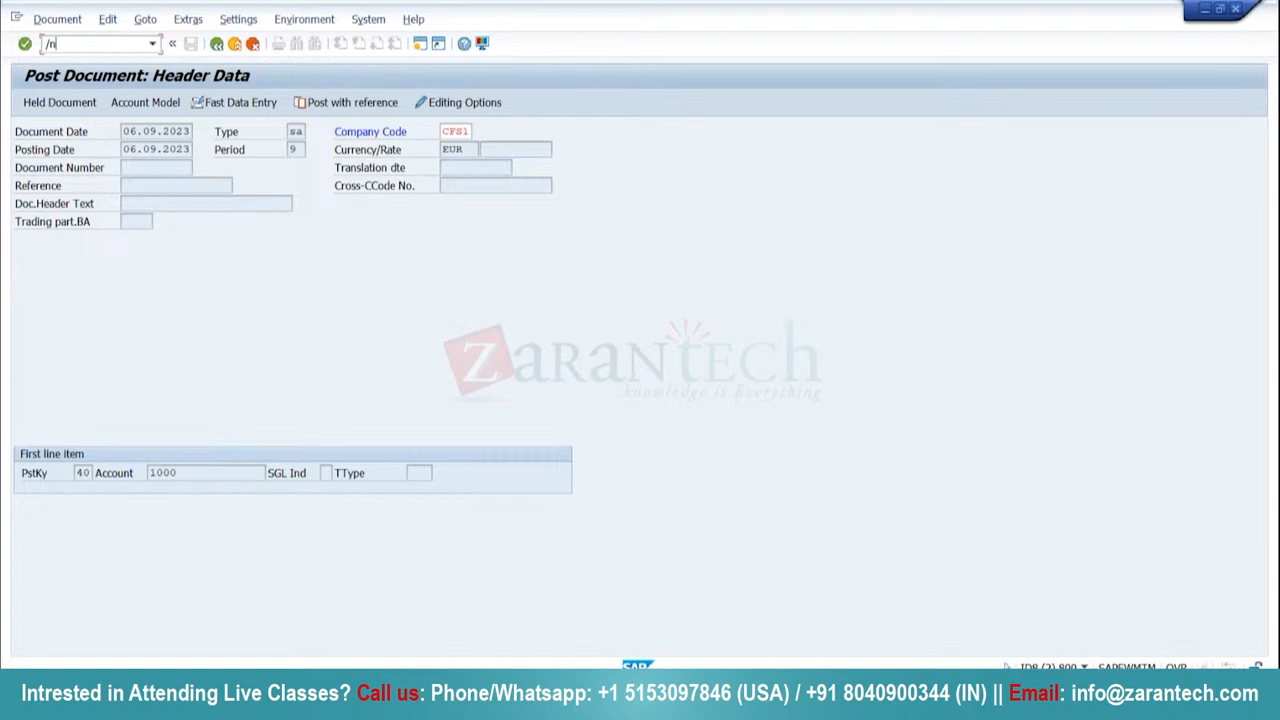 Document Edit Goto Extras Settings Environment System Help
/n
Post Document: Header Data
Held Document Account Model Fast Data Entry Post with reference Editing Options
Document Date 06.09.2023 Type sa Company Code CFS1
Posting Date 06.09.2023 Period 9 Currency/Rate EUR
Document Number Translation dte
Reference Cross-CCode No.
Doc.Header Text
Trading part.BA
zarantech
knowledge is Everything
First line item
PstKy 40 Account 1000 SGL Ind TType
SAP
Intrested in Attending Live Classes? Call us: Phone/Whatsapp: +1 5153097846 (USA) / +91 8040900344 (IN) || Email: info@zarantech.com